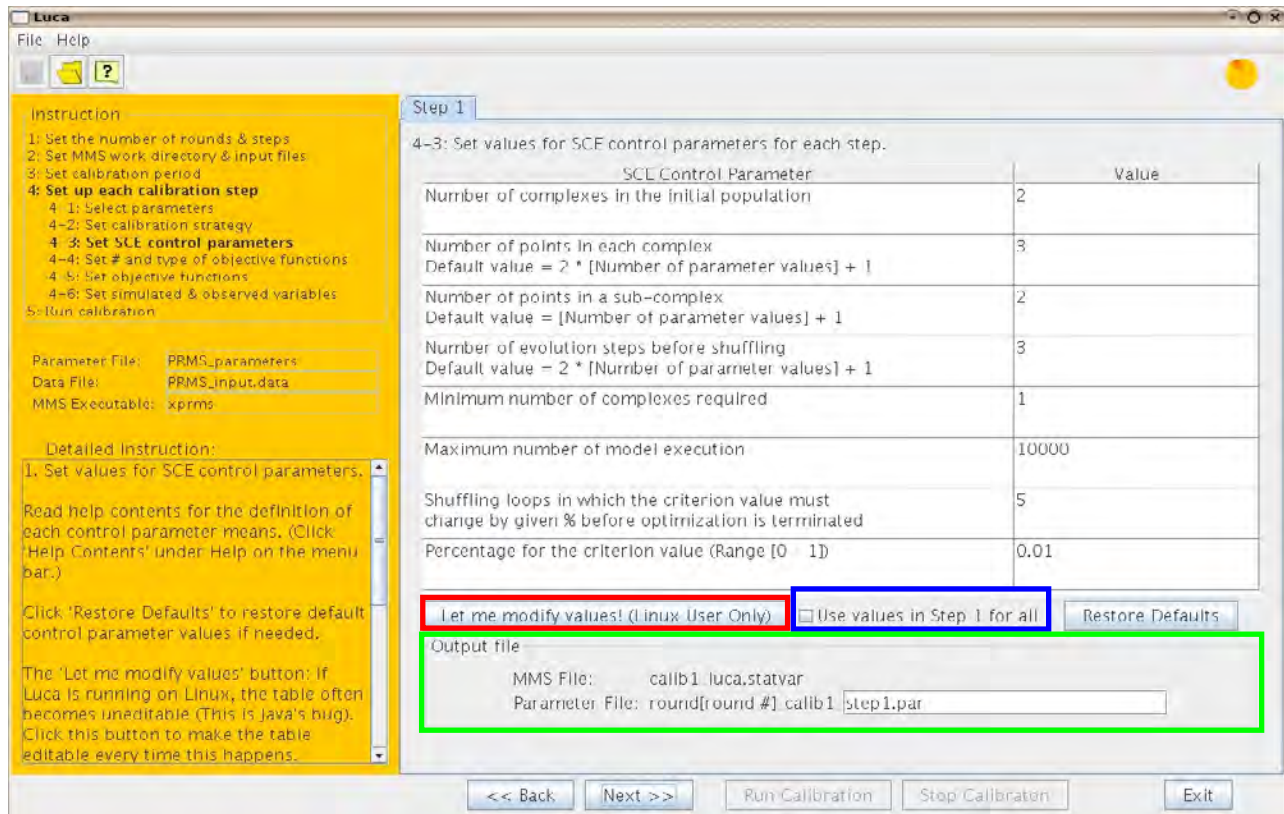 Luca
File Help
?
Instruction
1: Set the number of rounds & steps
2: Set MMS work directory & input files
3: Set calibration period
4: Set up each calibration step
4-1: Select parameters
4-2: Set calibration strategy
4-3: Set SCE control parameters
4-4: Set # and type of objective functions
4-5: Set objective functions
4-6: Set simulated & observed variables
5: Run calibration
Parameter File: PRMS_parameters
Data File: PRMS_input.data
MMS Executable: xprms
Detailed Instruction:
1. Set values for SCE control parameters.
Read help contents for the definition of
each control parameter means. (Click
'Help Contents' under Help on the menu
bar.)
Click 'Restore Defaults' to restore default
control parameter values if needed.
The 'Let me modify values' button: If
Luca is running on Linux, the table often
becomes uneditable (This is Java's bug).
Click this button to make the table
editable every time this happens.
Step 1
4-3: Set values for SCE control parameters for each step.
SCE Control Parameter Value
Number of complexes in the initial population 2
Number of points in each complex 3
Default value = 2 * [Number of parameter values] + 1
Number of points in a sub-complex 2
Default value = [Number of parameter values] + 1
Number of evolution steps before shuffling 3
Default value = 2 * [Number of parameter values] + 1
Minimum number of complexes required 1
Maximum number of model execution 10000
Shuffling loops in which the criterion value must 5
change by given % before optimization is terminated
Percentage for the criterion value (Range [0 - 1]) 0.01
Let me modify values! (Linux User Only) Use values in Step 1 for all Restore Defaults
Output file
MMS File: calib1_luca.statvar
Parameter File: round[round #]_calib1_ step1.par
<< Back Next >> Run Calibration Stop Calibraton Exit